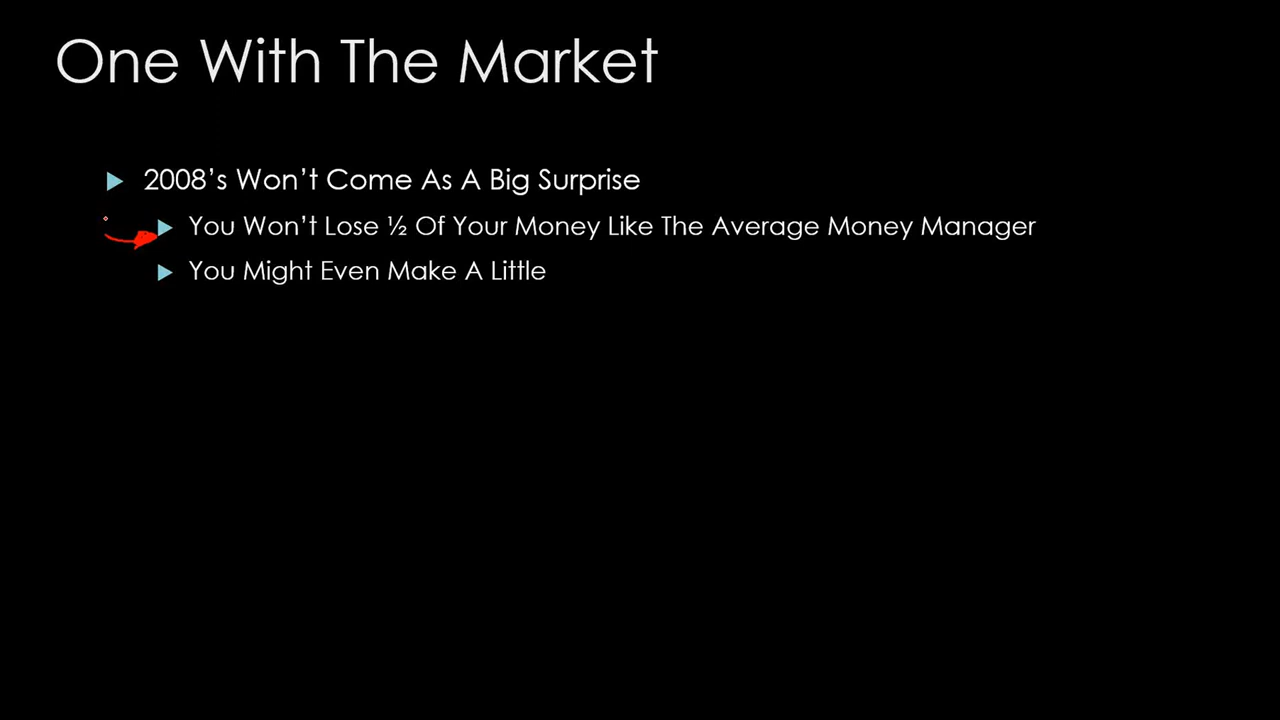 One With The Market
2008's Won't Come As A Big Surprise
You Won't Lose ½ Of Your Money Like The Average Money Manager
You Might Even Make A Little